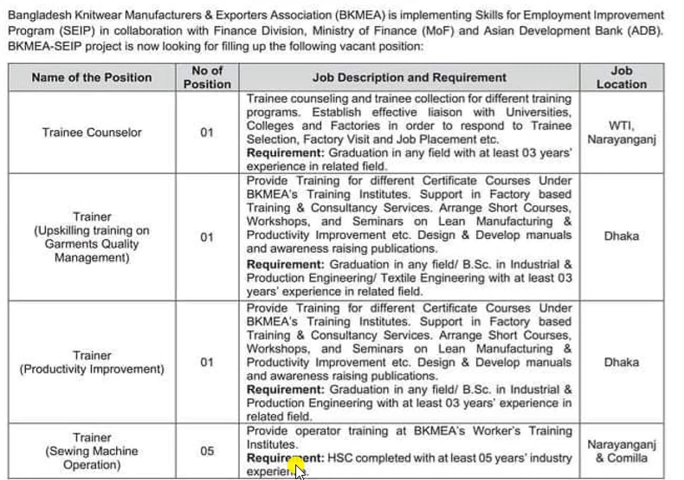 Bangladesh Knitwear Manufacturers & Exporters Association (BKMEA) is implementing Skills for Employment Improvement
Program (SEIP) in collaboration with Finance Division, Ministry of Finance (MoF) and Asian Development Bank (ADB).
BKMEA-SEIP project is now looking for filling up the following vacant position:
Name of the Position
No of
Position
Job Description and Requirement
Job
Location
Trainee Counselor
01
Trainee counseling and trainee collection for different training
programs. Establish effective liaison with Universities,
Colleges and Factories in order to respond to Trainee
Selection, Factory Visit and Job Placement etc.
Requirement: Graduation in any field with at least 03 years'
experience in related field.
WTI,
Narayanganj
Trainer
(Upskilling training on
Garments Quality
Management)
01
Provide Training for different Certificate Courses Under
BKMEA's Training Institutes. Support in Factory based
Training & Consultancy Services. Arrange Short Courses,
Workshops, and Seminars on Lean Manufacturing &
Productivity Improvement etc. Design & Develop manuals
and awareness raising publications.
Requirement: Graduation in any field/ B.Sc. in Industrial &
Production Engineering/ Textile Engineering with at least 03
years' experience in related field.
Dhaka
Trainer
(Productivity Improvement)
01
Provide Training for different Certificate Courses Under
BKMEA's Training Institutes. Support in Factory based
Training & Consultancy Services. Arrange Short Courses,
Workshops, and Seminars on Lean Manufacturing &
Productivity Improvement etc. Design & Develop manuals
and awareness raising publications.
Requirement: Graduation in any field/ B.Sc. in Industrial &
Production Engineering with at least 03 years' experience in
related field.
Dhaka
Trainer
(Sewing Machine
Operation)
05
Provide operator training at BKMEA's Worker's Training
Institutes.
Requirement: HSC completed with at least 05 years' industry
experience.
Narayanganj
& Comilla